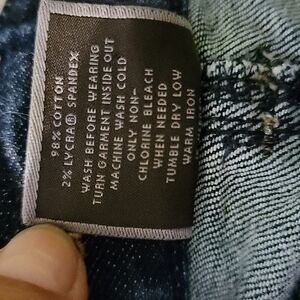 98% COTTON
2% LYCRA® SPANDEX
WASH BEFORE WEARING
TURN GARMENT INSIDE OUT
MACHINE WASH COLD
ONLY NON-
CHLORINE BLEACH
WHEN NEEDED
TUMBLE DRY LOW
WARM IRON